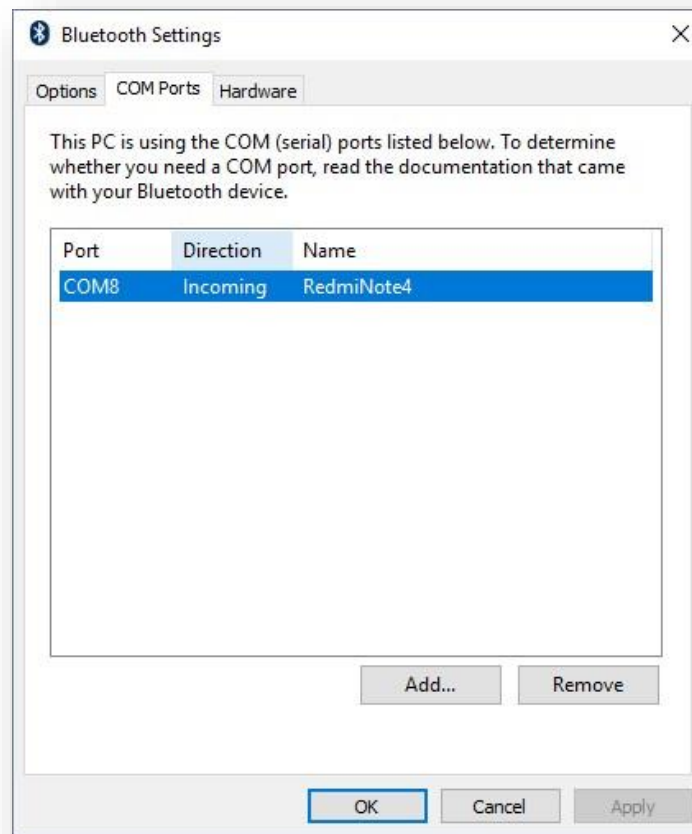 Bluetooth Settings
Options COM Ports Hardware
This PC is using the COM (serial) ports listed below. To determine
whether you need a COM port, read the documentation that came
with your Bluetooth device.
Port Direction Name
COM8 Incoming RedmiNote4
Add... Remove
OK Cancel Apply